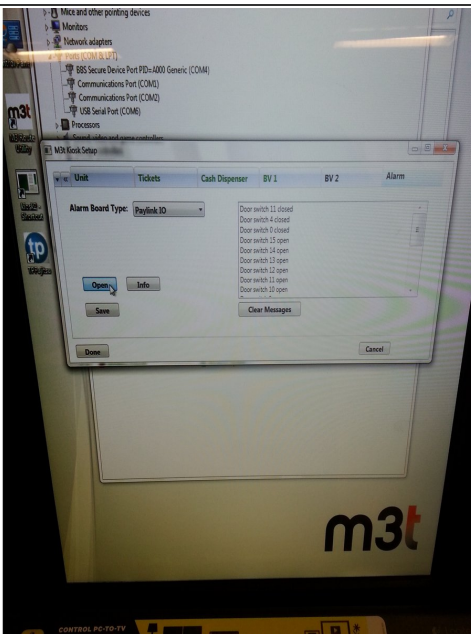 Mice and other pointing devices
Monitors
Network adapters
Ports (COM & LPT)
BBS Secure Device Port PID=A000 Generic (COM4)
Communications Port (COM1)
Communications Port (COM2)
USB Serial Port (COM6)
Processors
Sound, video and game controllers
m3t
M3t Kiosk Setup
Unit
Tickets
Cash Dispenser
BV 1
BV 2
Alarm
Alarm Board Type:
Paylink IO
Door switch 11 closed
Door switch 4 closed
Door switch 0 closed
Door switch 15 open
Door switch 14 open
Door switch 13 open
Door switch 12 open
Door switch 11 open
Door switch 10 open
Open
Info
Save
Clear Messages
Done
Cancel
tp
m3t
CONTROL PC-TO-TV